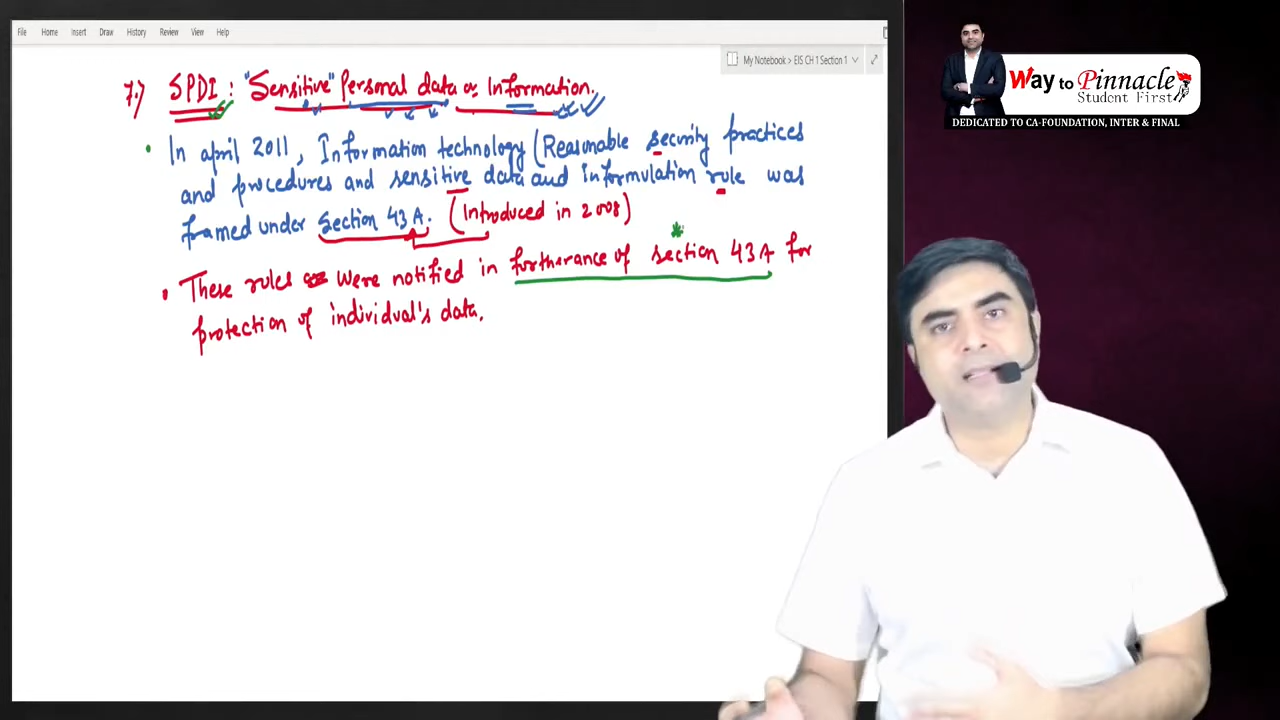 File Home Insert Draw History Review View Help
My Notebook > EIS CH 1 Section 1
7.) SPDI : "Sensitive" Personal data or Information.
• In april 2011, Information technology (Reasonable security practices
and procedures and sensitive data and informulation rule was
framed under Section 43A. (Introduced in 2008)
• These rules were notified in fortherance of section 43A for
protection of individual's data.
Way to Pinnacle
Student First
DEDICATED TO CA-FOUNDATION, INTER & FINAL